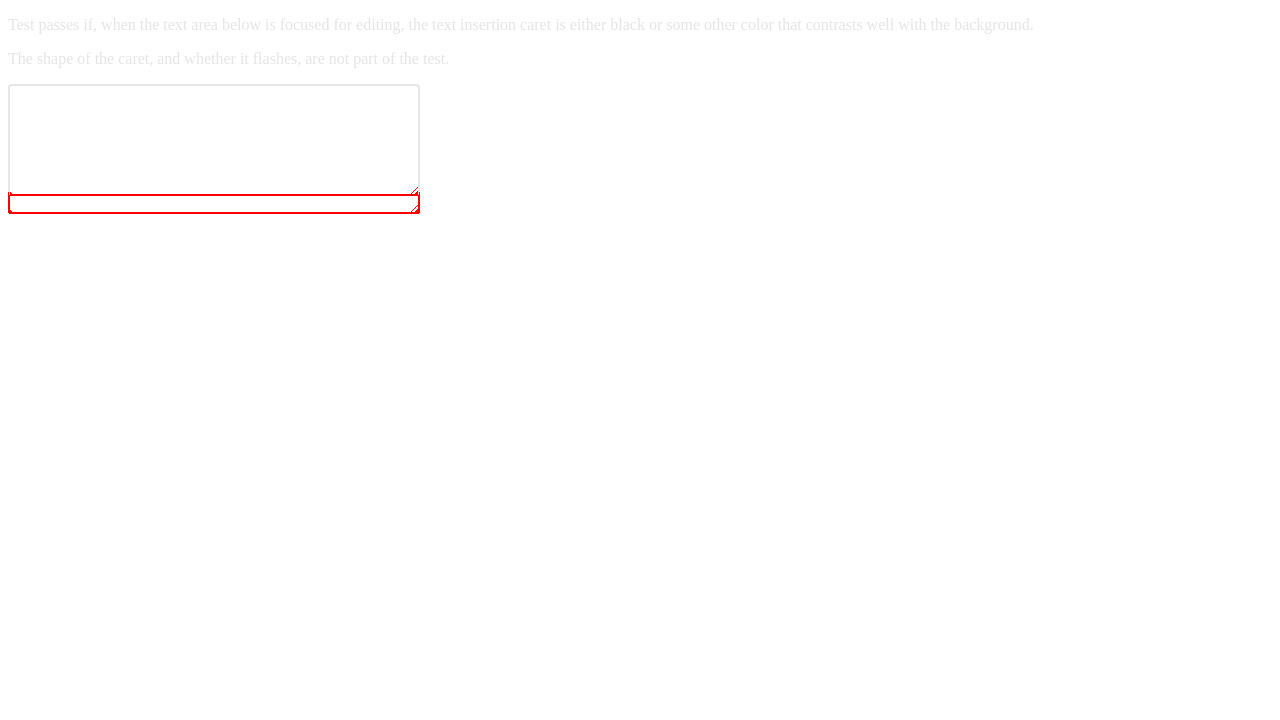 Test passes if, when the text area below is focused for editing, the text insertion caret is either black or some other color that contrasts well with the background.
The shape of the caret, and whether it flashes, are not part of the test.